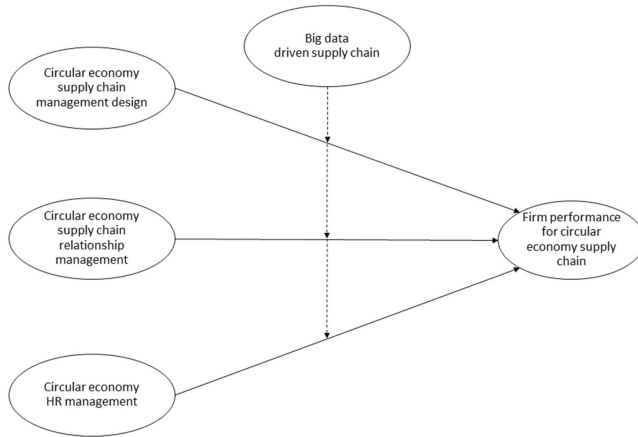 Big data
driven supply chain
Circular economy
supply chain
management design
Circular
economy
supply chain
relationship
management
Firm performance
for circular
economy supply
chain
Circular economy
HR management